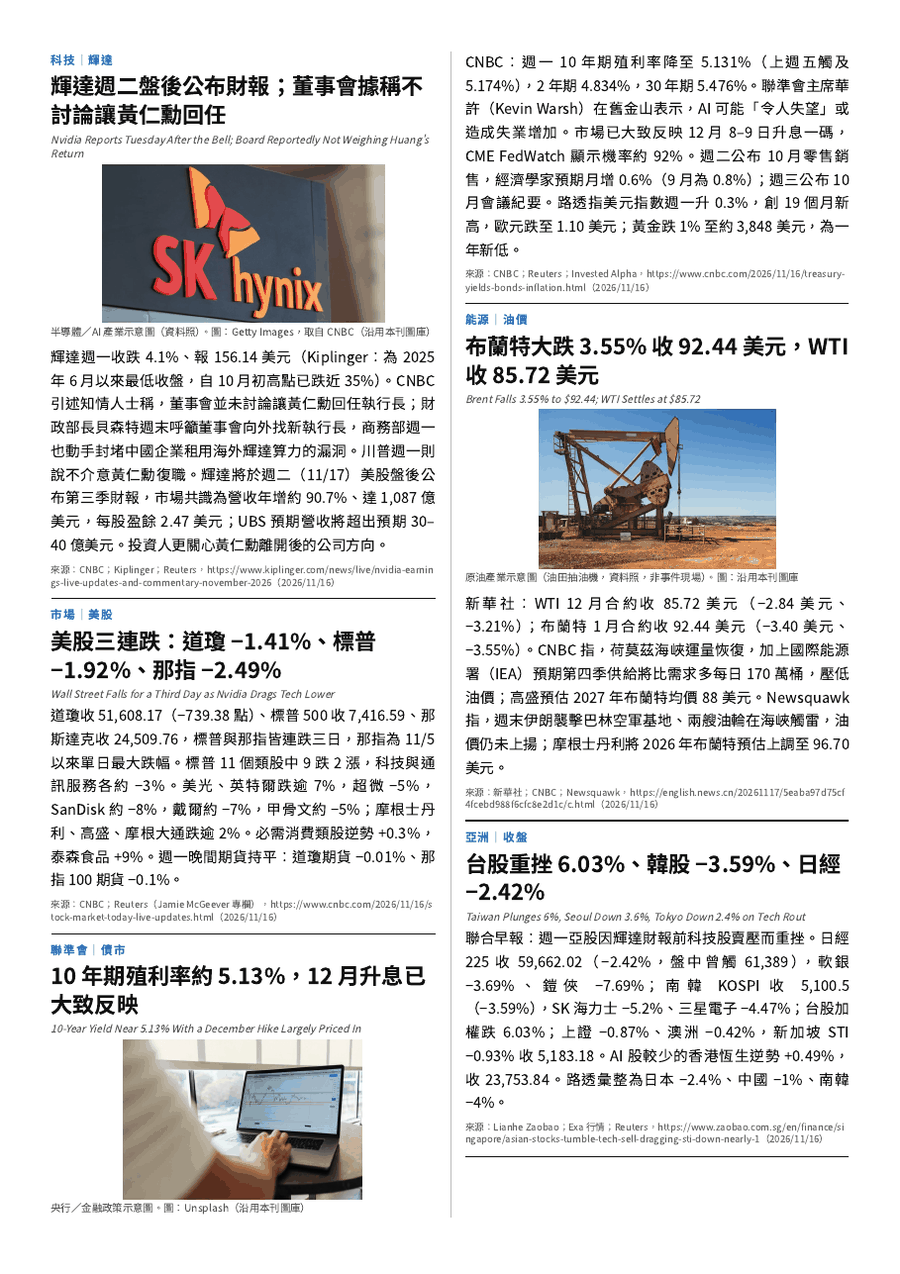 科技｜輝達
輝達週二盤後公布財報；董事會據稱不
討論讓黃仁勳回任
Nvidia Reports Tuesday After the Bell; Board Reportedly Not Weighing Huang's
Return
SK hynix
半導體／AI 產業示意圖（資料照）。圖：Getty Images，取自 CNBC（沿用本刊圖庫）
輝達週一收跌 4.1%、報 156.14 美元（Kiplinger：為 2025
年 6 月以來最低收盤，自 10 月初高點已跌近 35%）。CNBC
引述知情人士稱，董事會並未討論讓黃仁勳回任執行長；財
政部長貝森特週末呼籲董事會向外找新執行長，商務部週一
也動手封堵中國企業租用海外輝達算力的漏洞。川普週一則
說不介意黃仁勳復職。輝達將於週二（11/17）美股盤後公
布第三季財報，市場共識為營收年增約 90.7%、達 1,087 億
美元，每股盈餘 2.47 美元；UBS 預期營收將超出預期 30–
40 億美元。投資人更關心黃仁勳離開後的公司方向。
來源：CNBC；Kiplinger；Reuters，https://www.kiplinger.com/news/live/nvidia-earnin
gs-live-updates-and-commentary-november-2026（2026/11/16）
市場｜美股
美股三連跌：道瓊 −1.41%、標普
−1.92%、那指 −2.49%
Wall Street Falls for a Third Day as Nvidia Drags Tech Lower
道瓊收 51,608.17（−739.38 點）、標普 500 收 7,416.59、那
斯達克收 24,509.76，標普與那指皆連跌三日，那指為 11/5
以來單日最大跌幅。標普 11 個類股中 9 跌 2 漲，科技與通
訊服務各約 −3%。美光、英特爾跌逾 7%，超微 −5%，
SanDisk 約 −8%，戴爾約 −7%，甲骨文約 −5%；摩根士丹
利、高盛、摩根大通跌逾 2%。必需消費類股逆勢 +0.3%，
泰森食品 +9%。週一晚間期貨持平：道瓊期貨 −0.01%、那
指 100 期貨 −0.1%。
來源：CNBC；Reuters（Jamie McGeever 專欄），https://www.cnbc.com/2026/11/16/s
tock-market-today-live-updates.html（2026/11/16）
聯準會｜債市
10 年期殖利率約 5.13%，12 月升息已
大致反映
10-Year Yield Near 5.13% With a December Hike Largely Priced In
央行／金融政策示意圖。圖：Unsplash（沿用本刊圖庫）
CNBC：週一 10 年期殖利率降至 5.131%（上週五觸及
5.174%），2 年期 4.834%，30 年期 5.476%。聯準會主席華
許（Kevin Warsh）在舊金山表示，AI 可能「令人失望」或
造成失業增加。市場已大致反映 12 月 8–9 日升息一碼，
CME FedWatch 顯示機率約 92%。週二公布 10 月零售銷
售，經濟學家預期月增 0.6%（9 月為 0.8%）；週三公布 10
月會議紀要。路透指美元指數週一升 0.3%，創 19 個月新
高，歐元跌至 1.10 美元；黃金跌 1% 至約 3,848 美元，為一
年新低。
來源：CNBC；Reuters；Invested Alpha，https://www.cnbc.com/2026/11/16/treasury-
yields-bonds-inflation.html（2026/11/16）
能源｜油價
布蘭特大跌 3.55% 收 92.44 美元，WTI
收 85.72 美元
Brent Falls 3.55% to $92.44; WTI Settles at $85.72
原油產業示意圖（油田抽油機，資料照，非事件現場）。圖：沿用本刊圖庫
新華社：WTI 12 月合約收 85.72 美元（−2.84 美元、
−3.21%）；布蘭特 1 月合約收 92.44 美元（−3.40 美元、
−3.55%）。CNBC 指，荷莫茲海峽運量恢復，加上國際能源
署（IEA）預期第四季供給將比需求多每日 170 萬桶，壓低
油價；高盛預估 2027 年布蘭特均價 88 美元。Newsquawk
指，週末伊朗襲擊巴林空軍基地、兩艘油輪在海峽觸雷，油
價仍未上揚；摩根士丹利將 2026 年布蘭特預估上調至 96.70
美元。
來源：新華社；CNBC；Newsquawk，https://english.news.cn/20261117/5eaba97d75cf
4fcebd988f6cfc8e2d1c/c.html（2026/11/16）
亞洲｜收盤
台股重挫 6.03%、韓股 −3.59%、日經
−2.42%
Taiwan Plunges 6%, Seoul Down 3.6%, Tokyo Down 2.4% on Tech Rout
聯合早報：週一亞股因輝達財報前科技股賣壓而重挫。日經
225 收 59,662.02（−2.42%，盤中曾觸 61,389），軟銀
−3.69%、鎧俠 −7.69%；南韓 KOSPI 收 5,100.5
（−3.59%），SK 海力士 −5.2%、三星電子 −4.47%；台股加
權跌 6.03%；上證 −0.87%、澳洲 −0.42%，新加坡 STI
−0.93% 收 5,183.18。AI 股較少的香港恆生逆勢 +0.49%，
收 23,753.84。路透彙整為日本 −2.4%、中國 −1%、南韓
−4%。
來源：Lianhe Zaobao；Exa 行情；Reuters，https://www.zaobao.com.sg/en/finance/si
ngapore/asian-stocks-tumble-tech-sell-dragging-sti-down-nearly-1（2026/11/16）